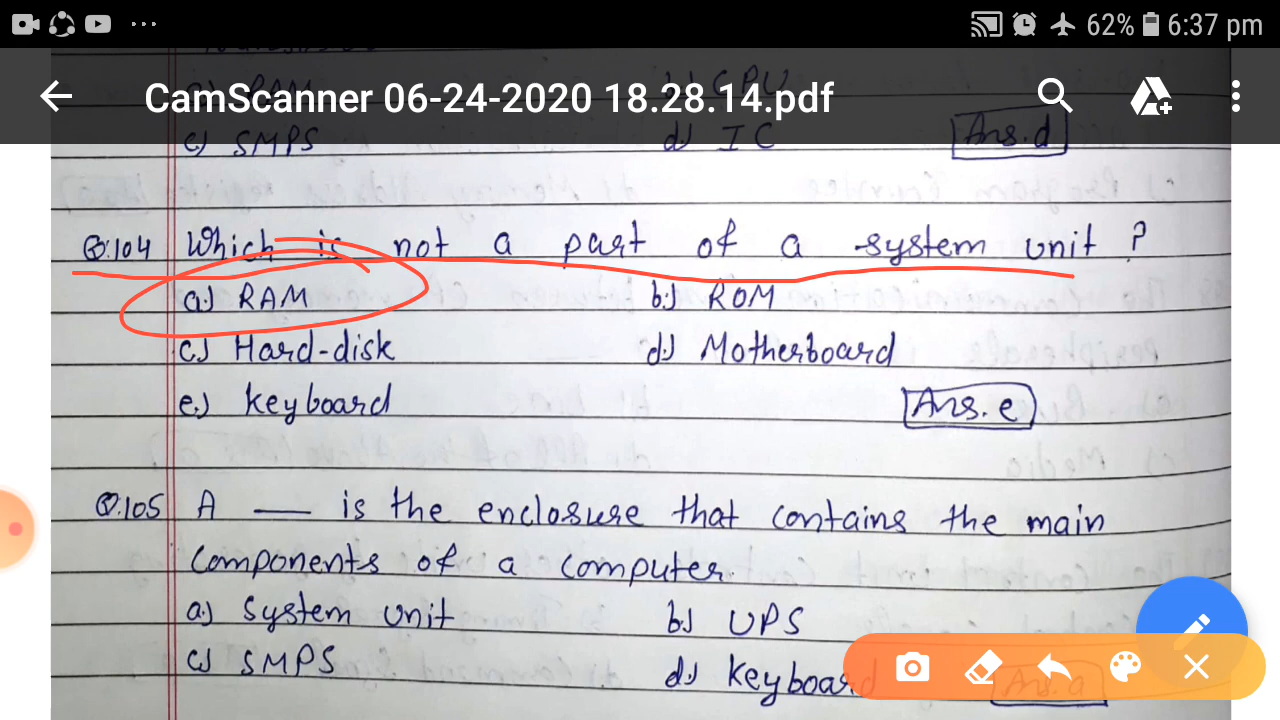 62% 6:37 pm
CamScanner 06-24-2020 18.28.14.pdf
c) SMPS d.) IC Ans.d
Q.104 Which is not a part of a system unit ?
a.) RAM b.) ROM
c.) Hard-disk d.) Motherboard
e.) keyboard Ans. e
Q.105 A ___ is the enclosure that contains the main
components of a computer
a.) system unit b.) UPS
c.) SMPS d.) keyboard Ans. a